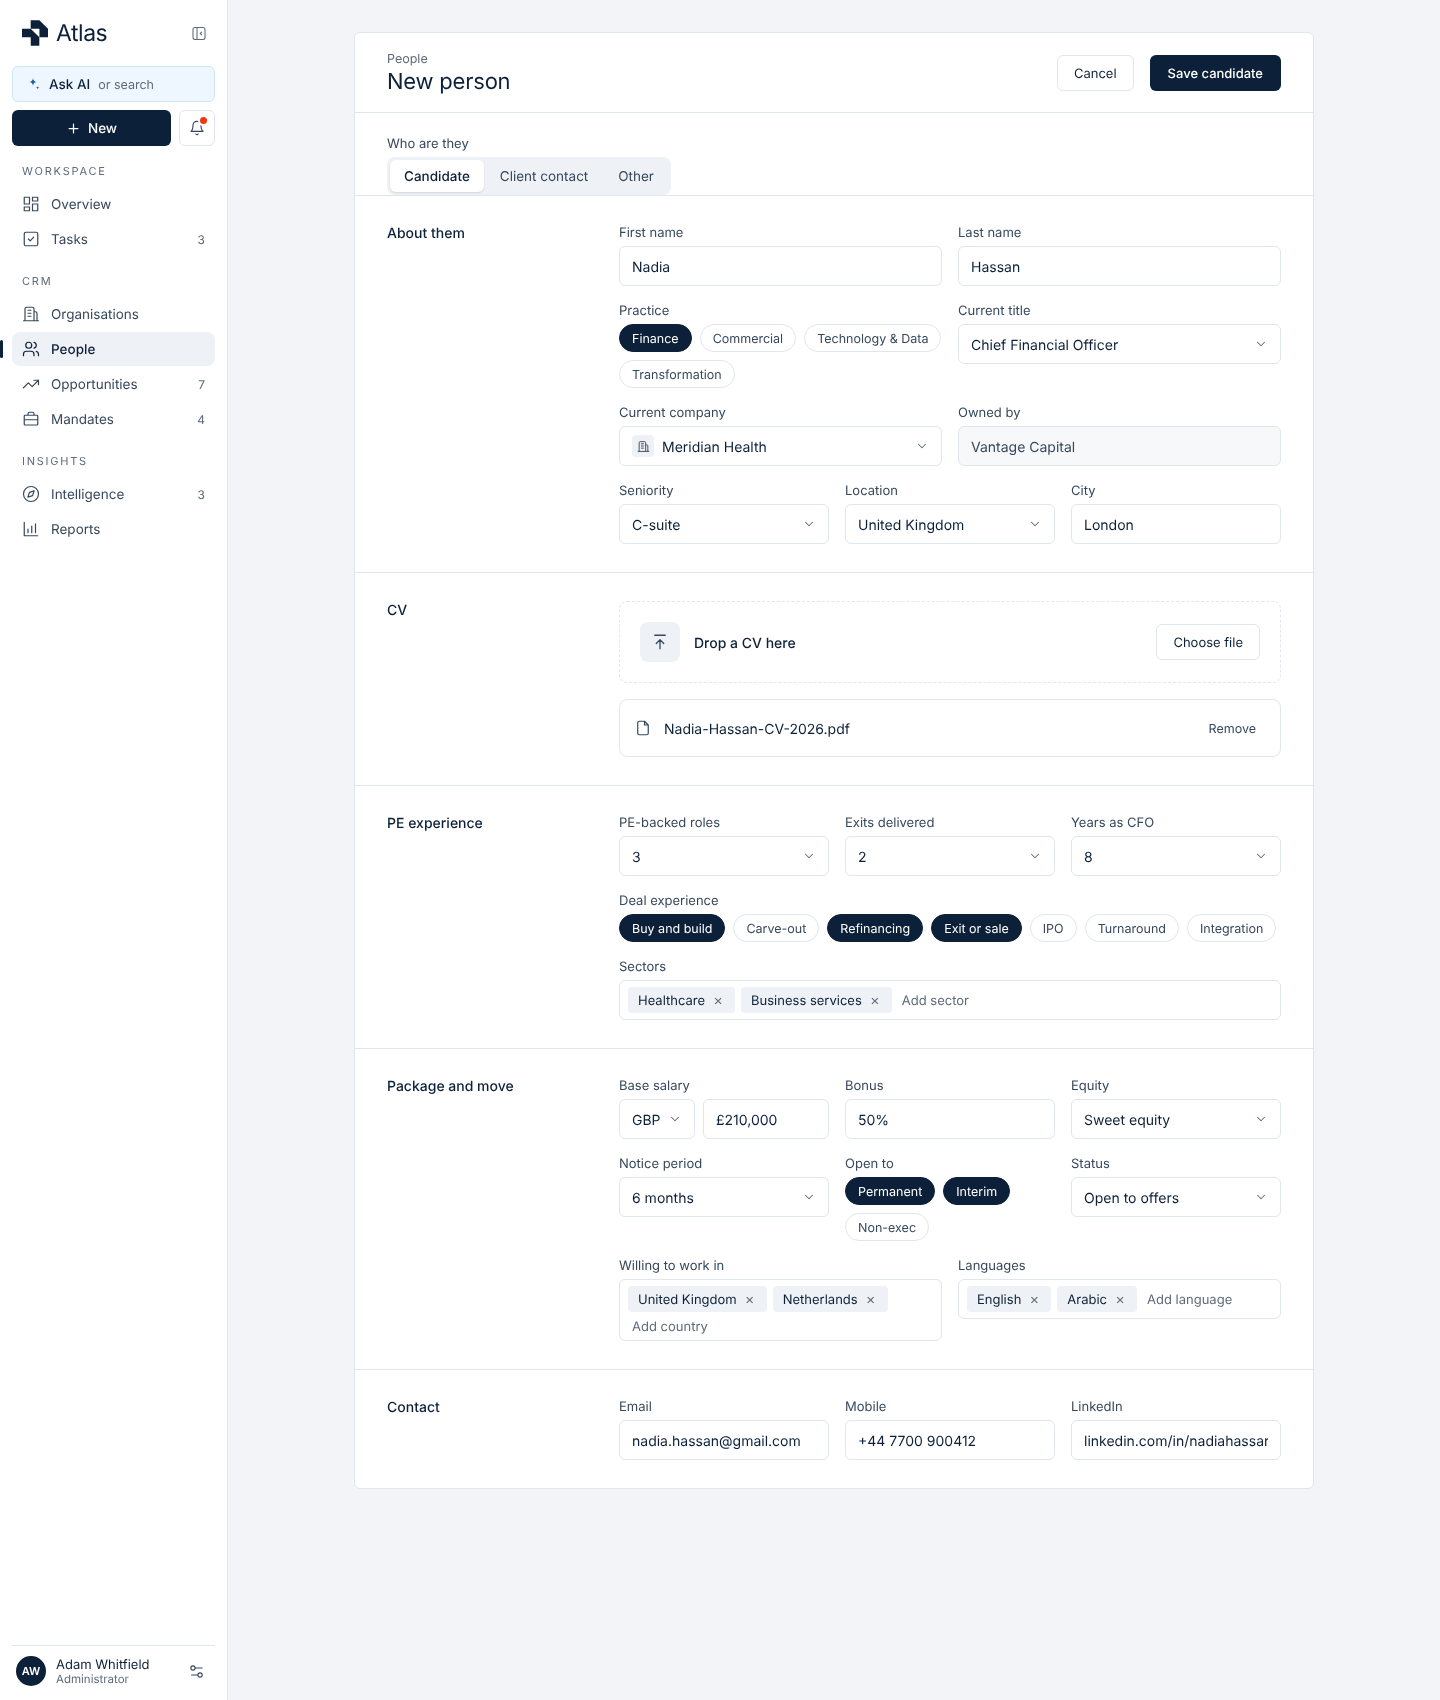 Atlas
Ask AI or search
New
WORKSPACE
Overview
Tasks 3
CRM
Organisations
People
Opportunities 7
Mandates 4
INSIGHTS
Intelligence 3
Reports
AW
Adam Whitfield
Administrator
People
New person
Cancel
Save candidate
Who are they
Candidate Client contact Other
About them
First name Last name
Nadia Hassan
Practice Current title
Finance Commercial Technology & Data
Transformation
Chief Financial Officer
Current company Owned by
Meridian Health Vantage Capital
Seniority Location City
C-suite United Kingdom London
CV
Drop a CV here Choose file
Nadia-Hassan-CV-2026.pdf Remove
PE experience
PE-backed roles Exits delivered Years as CFO
3 2 8
Deal experience
Buy and build Carve-out Refinancing Exit or sale IPO Turnaround Integration
Sectors
Healthcare × Business services × Add sector
Package and move
Base salary Bonus Equity
GBP £210,000 50% Sweet equity
Notice period Open to Status
6 months Permanent Interim Open to offers
Non-exec
Willing to work in Languages
United Kingdom × Netherlands × English × Arabic × Add language
Add country
Contact
Email Mobile LinkedIn
nadia.hassan@gmail.com +44 7700 900412 linkedin.com/in/nadiahassan